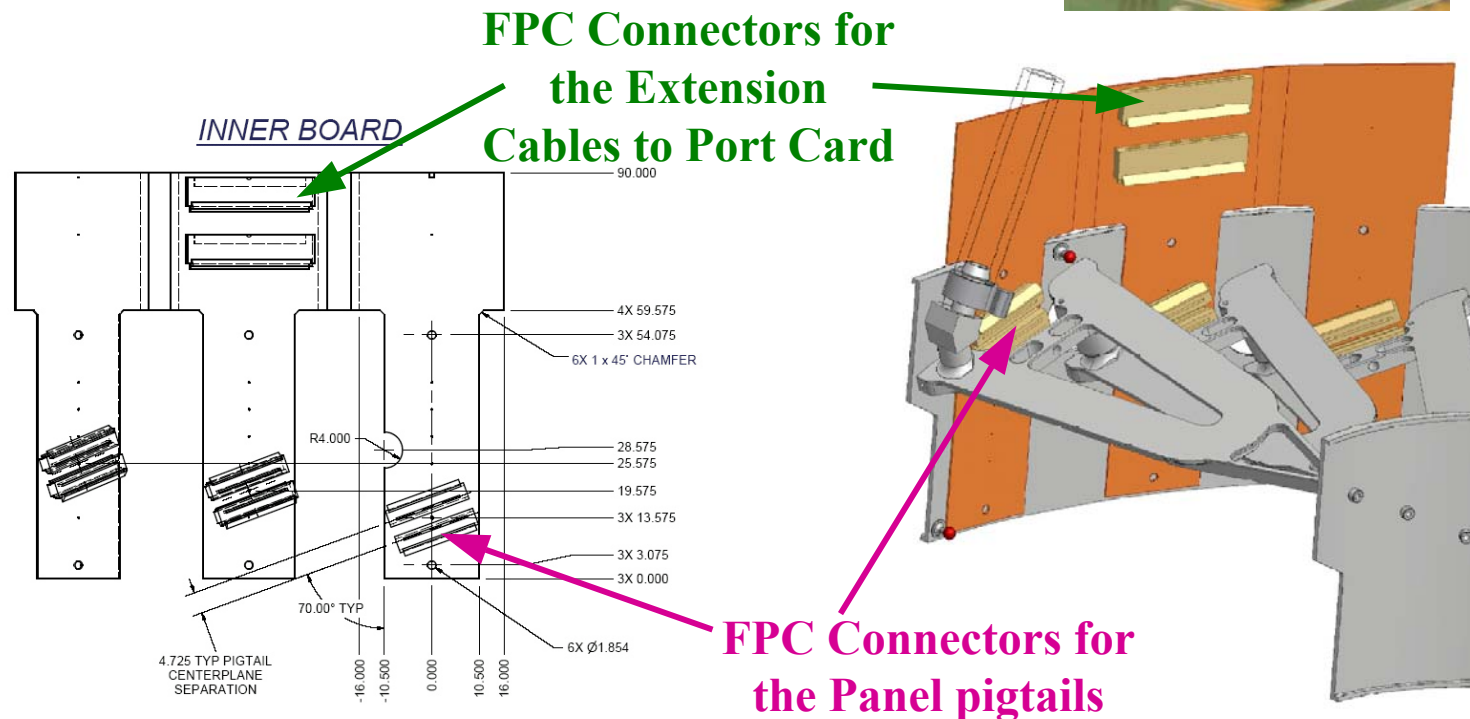 FPC Connectors for
the Extension
Cables to Port Card
INNER BOARD
90.000
4X 59.575
3X 54.075
6X 1 x 45° CHAMFER
R4.000
28.575
25.575
19.575
3X 13.575
3X 3.075
3X 0.000
70.00° TYP
6X Ø1.854
4.725 TYP PIGTAIL
CENTERPLANE
SEPARATION
-16.000
-10.500
0.000
10.500
16.000
FPC Connectors for
the Panel pigtails